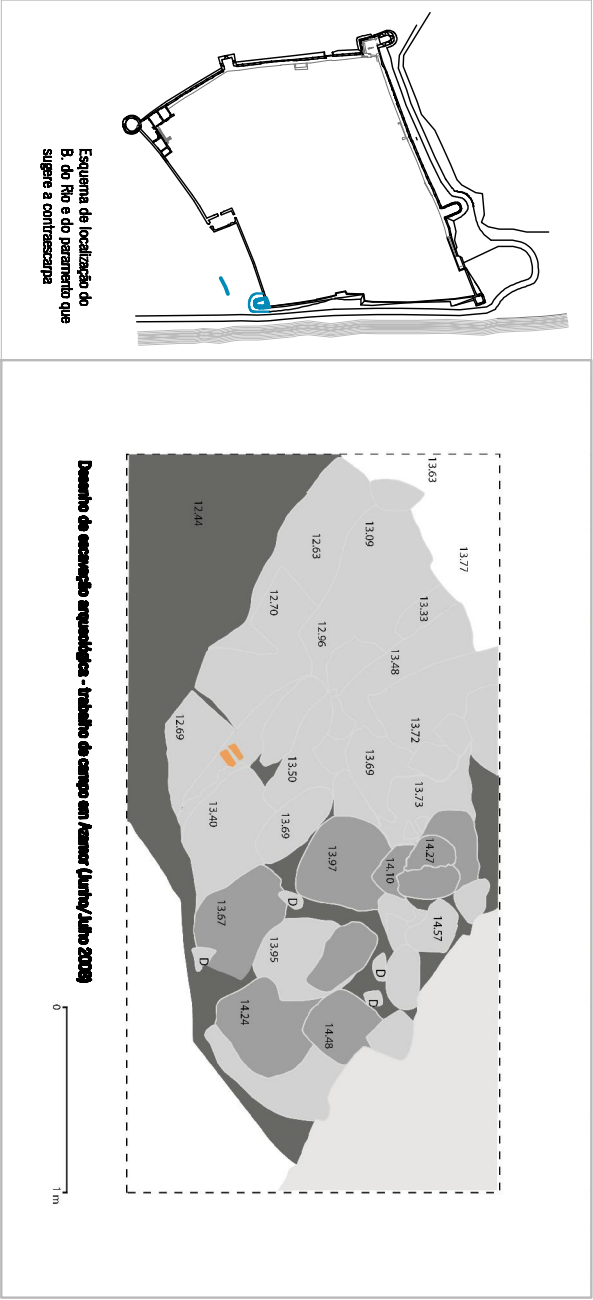 Esquema de localização do
B. do Rio e do paramento que
sugere a contraescarpa
13.63
13.77
14.57
14.27
13.33
13.73
13.72
13.48
14.10
D
D
13.09
13.69
13.97
14.48
12.96
12.63
13.50
D
13.69
12.70
13.95
14.24
13.67
13.40
D
12.44
12.69
Desenho de escavação arqueológica - trabalho de campo em Azamor (Junho/Julho 2008)
0
1 m